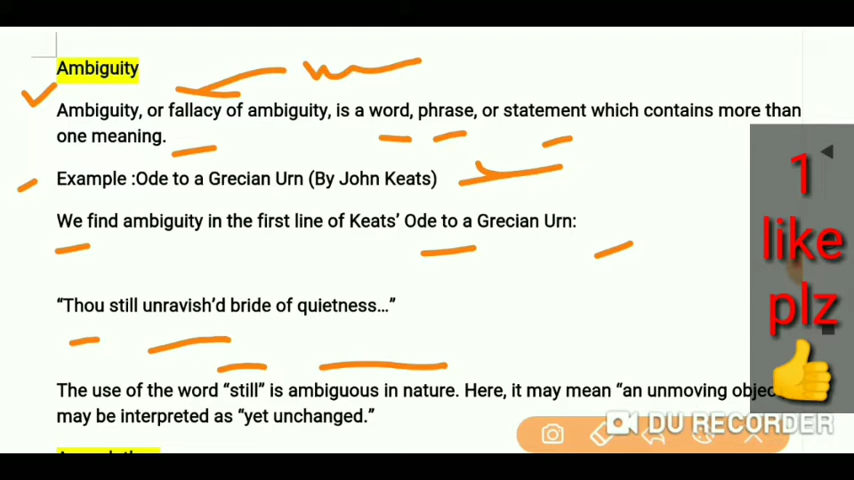 Ambiguity
Ambiguity, or fallacy of ambiguity, is a word, phrase, or statement which contains more than
one meaning.
Example :Ode to a Grecian Urn (By John Keats)
We find ambiguity in the first line of Keats’ Ode to a Grecian Urn:
“Thou still unravish’d bride of quietness…”
The use of the word “still” is ambiguous in nature. Here, it may mean “an unmoving objec
may be interpreted as “yet unchanged.”
1
like
plz
DU RECORDER